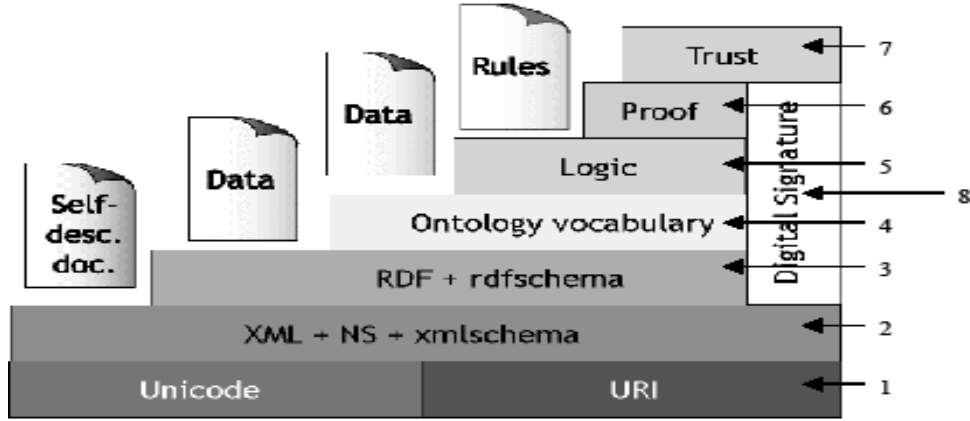 Rules
Trust
7
Data
Proof
6
Data
Logic
5
Self-
desc.
doc.
Ontology vocabulary
4
Digital Signature
8
RDF + rdfschema
3
XML + NS + xmlschema
2
Unicode
URI
1